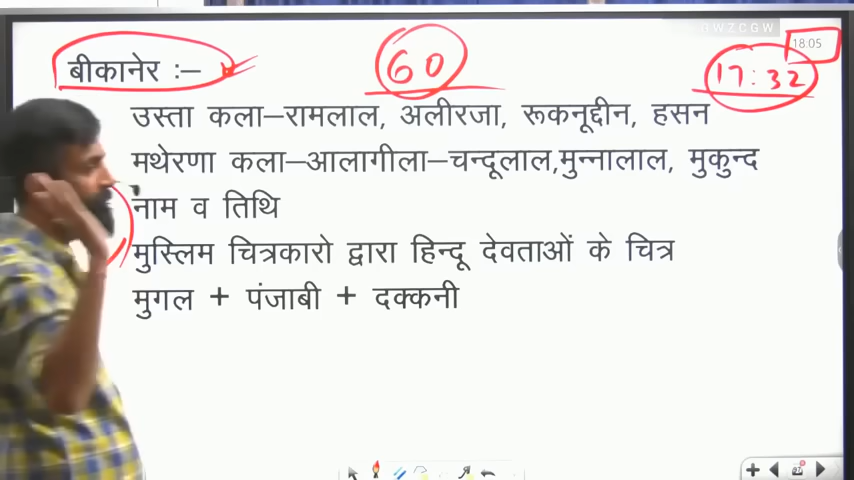 GWZCGW
18:05
बीकानेर :–
60
17:32
उस्ता कला–रामलाल, अलीरजा, रूकनूद्दीन, हसन
मथेरणा कला–आलागीला–चन्दूलाल,मुन्नालाल, मुकुन्द
नाम व तिथि
मुस्लिम चित्रकारो द्वारा हिन्दू देवताओं के चित्र
मुगल + पंजाबी + दक्कनी